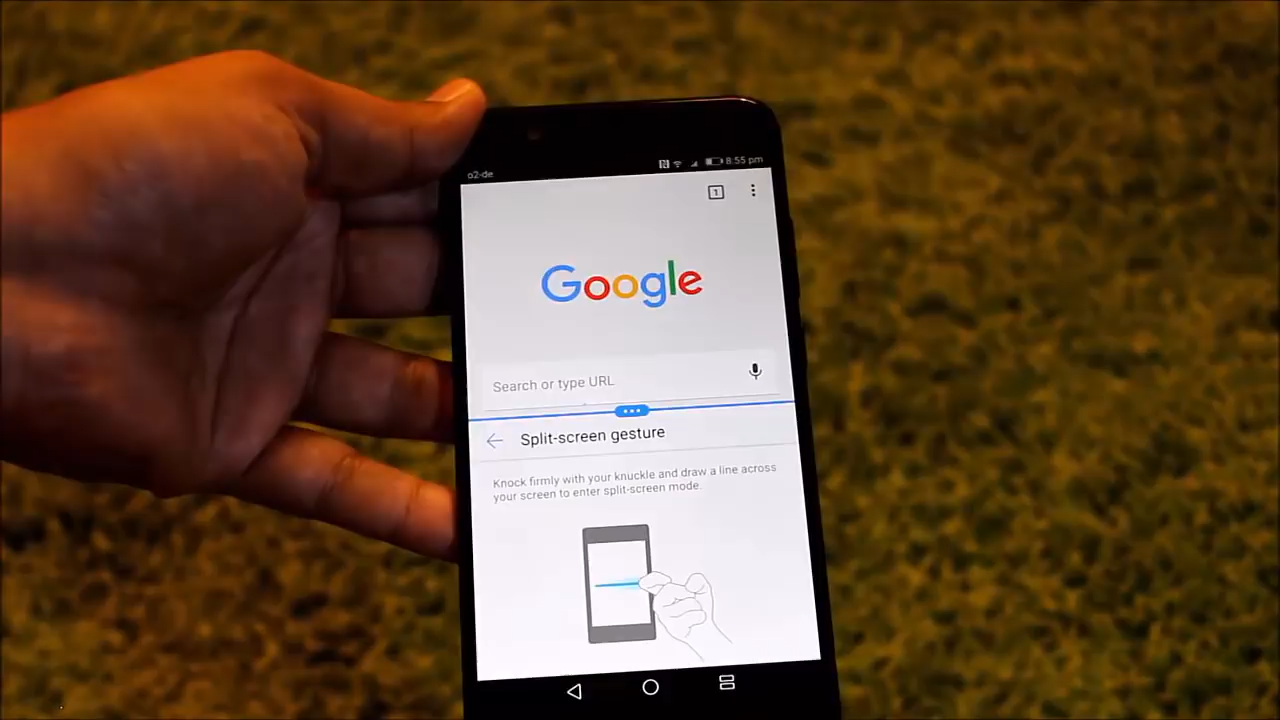 o2-de
8:55 pm
1
Google
Search or type URL
Split-screen gesture
Knock firmly with your knuckle and draw a line across
your screen to enter split-screen mode.